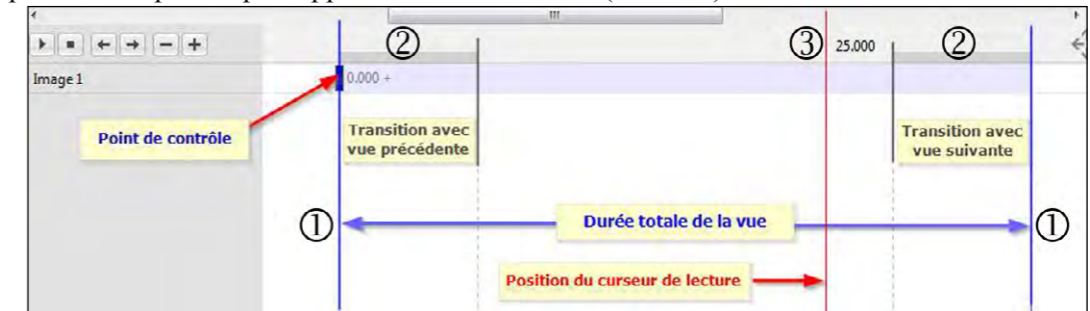 ② ③ 25.000 ②
Image 1
0.000 +
Point de contrôle
Transition avec
vue précédente
Transition avec
vue suivante
① Durée totale de la vue ①
Position du curseur de lecture